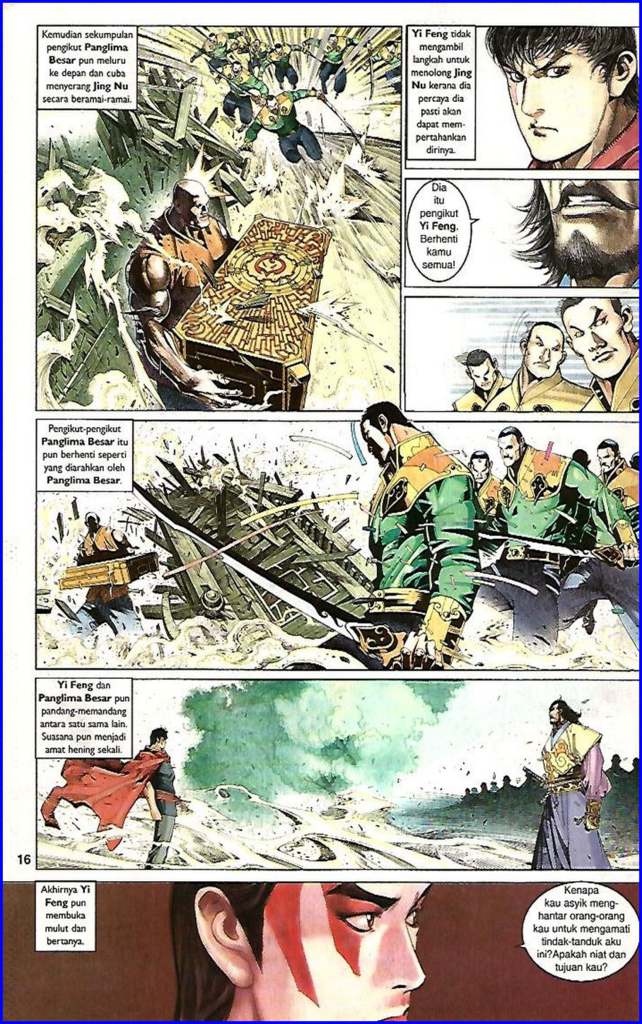 Kemudian sekumpulan
pengikut Panglima
Besar pun meluru
ke depan dan cuba
menyerang Jing Nu
secara beramai-ramai.
Yi Feng tidak
mengambil
langkah untuk
menolong Jing
Nu kerana dia
percaya dia
pasti akan
dapat mem-
pertahankan
dirinya.
Dia
itu
pengikut
Yi Feng.
Berhenti
kamu
semua!
Pengikut-pengikut
Panglima Besar itu
pun berhenti seperti
yang diarahkan oleh
Panglima Besar.
Yi Feng dan
Panglima Besar pun
pandang-memandang
antara satu sama lain.
Suasana pun menjadi
amat hening sekali.
16
Akhirnya Yi
Feng pun
membuka
mulut dan
bertanya.
Kenapa
kau asyik meng-
hantar orang-orang
kau untuk mengamati
tindak-tanduk aku
ini?Apakah niat dan
tujuan kau?